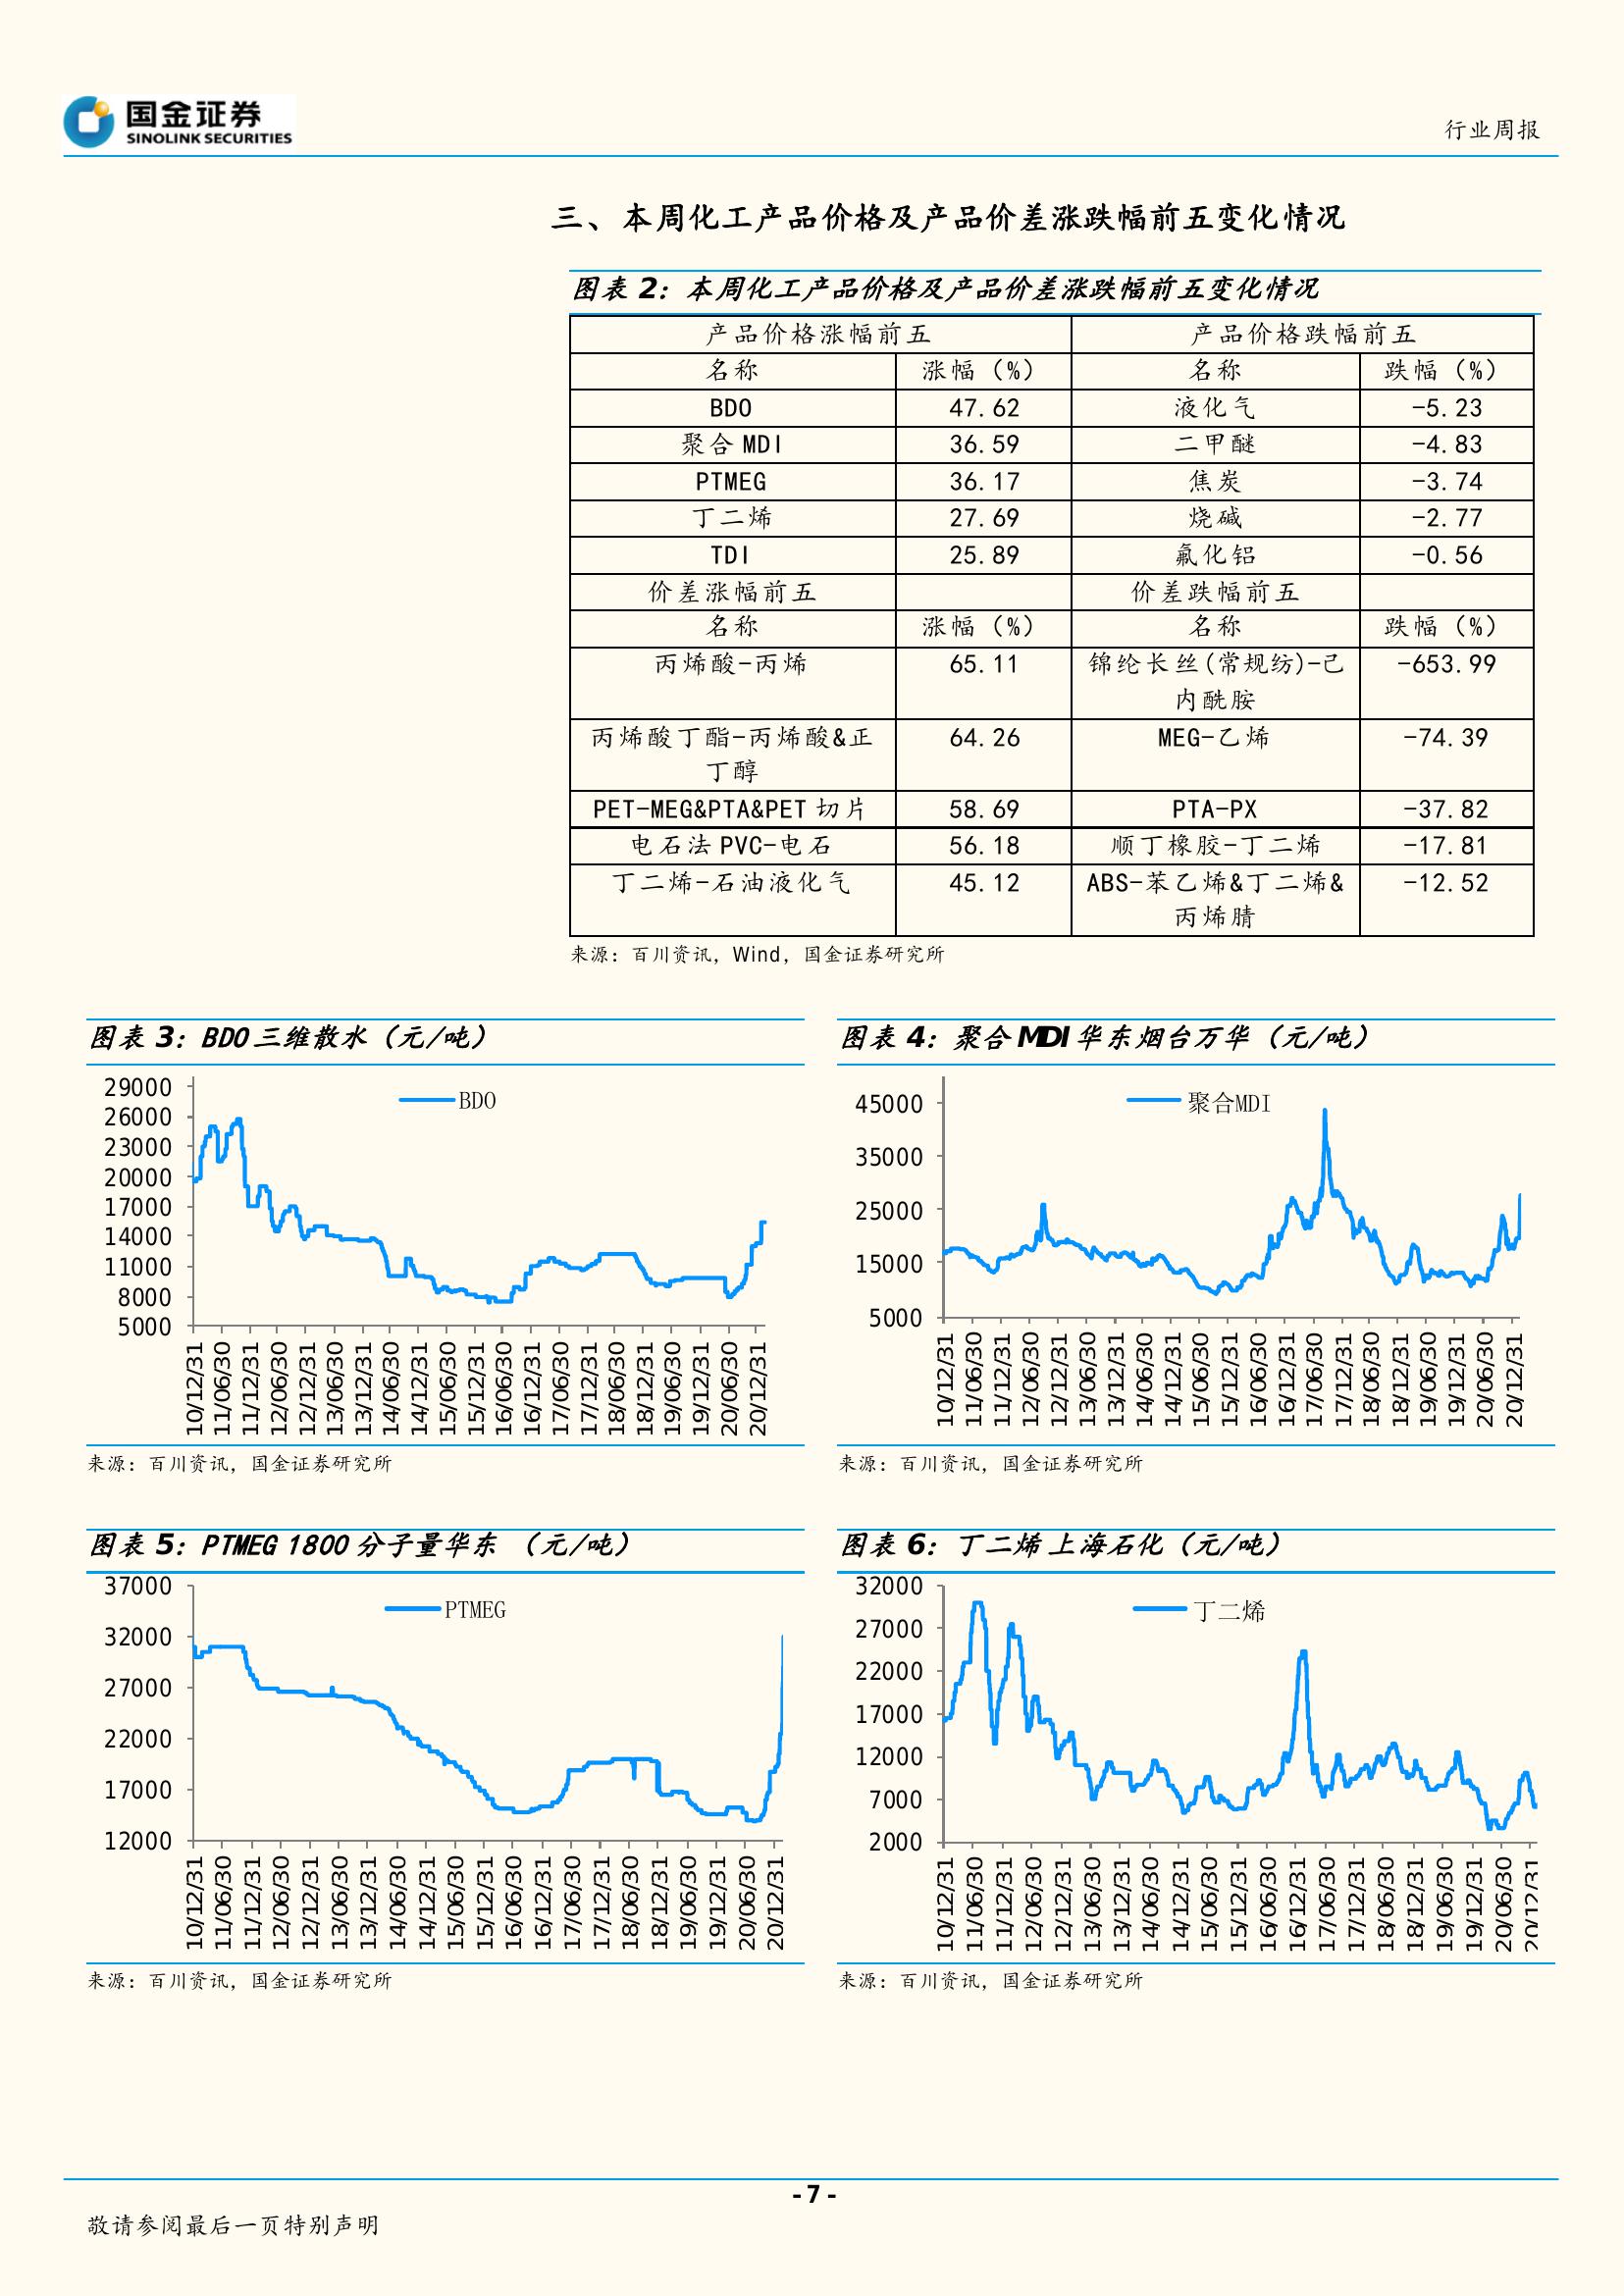 国金证券
SINOLINK SECURITIES
行业周报
三、本周化工产品价格及产品价差涨跌幅前五变化情况
图表 2：本周化工产品价格及产品价差涨跌幅前五变化情况
产品价格涨幅前五 产品价格跌幅前五
名称 涨幅（%） 名称 跌幅（%）
BDO 47.62 液化气 -5.23
聚合 MDI 36.59 二甲醚 -4.83
PTMEG 36.17 焦炭 -3.74
丁二烯 27.69 烧碱 -2.77
TDI 25.89 氟化铝 -0.56
价差涨幅前五 价差跌幅前五
名称 涨幅（%） 名称 跌幅（%）
丙烯酸-丙烯 65.11 锦纶长丝(常规纺)-己 -653.99
内酰胺
丙烯酸丁酯-丙烯酸&正 64.26 MEG-乙烯 -74.39
丁醇
PET-MEG&PTA&PET 切片 58.69 PTA-PX -37.82
电石法 PVC-电石 56.18 顺丁橡胶-丁二烯 -17.81
丁二烯-石油液化气 45.12 ABS-苯乙烯&丁二烯& -12.52
丙烯腈
来源：百川资讯，Wind，国金证券研究所
图表 3：BDO 三维散水（元/吨）
BDO
29000
26000
23000
20000
17000
14000
11000
8000
5000
10/12/31 11/06/30 11/12/31 12/06/30 12/12/31 13/06/30 13/12/31 14/06/30 14/12/31 15/06/30 15/12/31 16/06/30 16/12/31 17/06/30 17/12/31 18/06/30 18/12/31 19/06/30 19/12/31 20/06/30 20/12/31
来源：百川资讯，国金证券研究所
图表 4：聚合 MDI 华东烟台万华（元/吨）
聚合MDI
45000
35000
25000
15000
5000
10/12/31 11/06/30 11/12/31 12/06/30 12/12/31 13/06/30 13/12/31 14/06/30 14/12/31 15/06/30 15/12/31 16/06/30 16/12/31 17/06/30 17/12/31 18/06/30 18/12/31 19/06/30 19/12/31 20/06/30 20/12/31
来源：百川资讯，国金证券研究所
图表 5：PTMEG 1800 分子量华东 （元/吨）
PTMEG
37000
32000
27000
22000
17000
12000
10/12/31 11/06/30 11/12/31 12/06/30 12/12/31 13/06/30 13/12/31 14/06/30 14/12/31 15/06/30 15/12/31 16/06/30 16/12/31 17/06/30 17/12/31 18/06/30 18/12/31 19/06/30 19/12/31 20/06/30 20/12/31
来源：百川资讯，国金证券研究所
图表 6：丁二烯 上海石化（元/吨）
丁二烯
32000
27000
22000
17000
12000
7000
2000
10/12/31 11/06/30 11/12/31 12/06/30 12/12/31 13/06/30 13/12/31 14/06/30 14/12/31 15/06/30 15/12/31 16/06/30 16/12/31 17/06/30 17/12/31 18/06/30 18/12/31 19/06/30 19/12/31 20/06/30 20/12/31
来源：百川资讯，国金证券研究所
- 7 -
敬请参阅最后一页特别声明